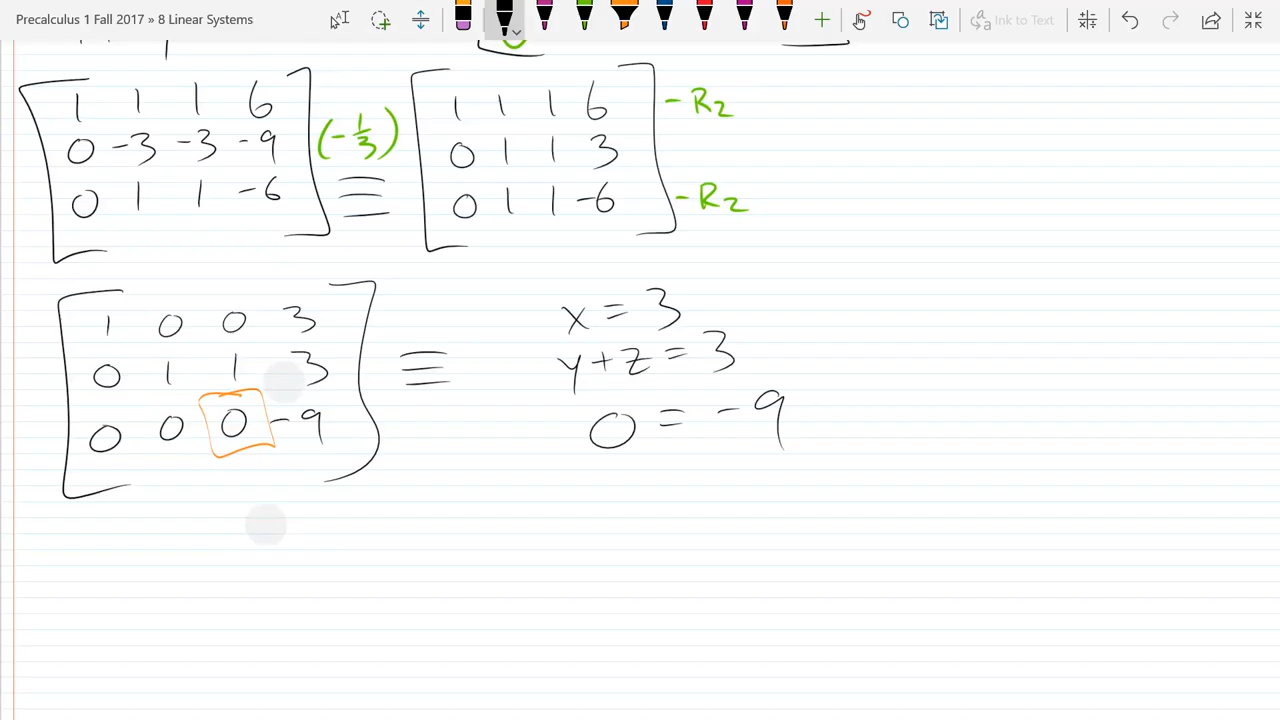 Precalculus 1 Fall 2017 » 8 Linear Systems
Ink to Text
1 1 1 6
0 -3 -3 -9 (-1/3)
0 1 1 -6
≡
1 1 1 6 -R2
0 1 1 3
0 1 1 -6 -R2
1 0 0 3
0 1 1 3
0 0 0 -9
≡
x = 3
y + z = 3
0 = -9